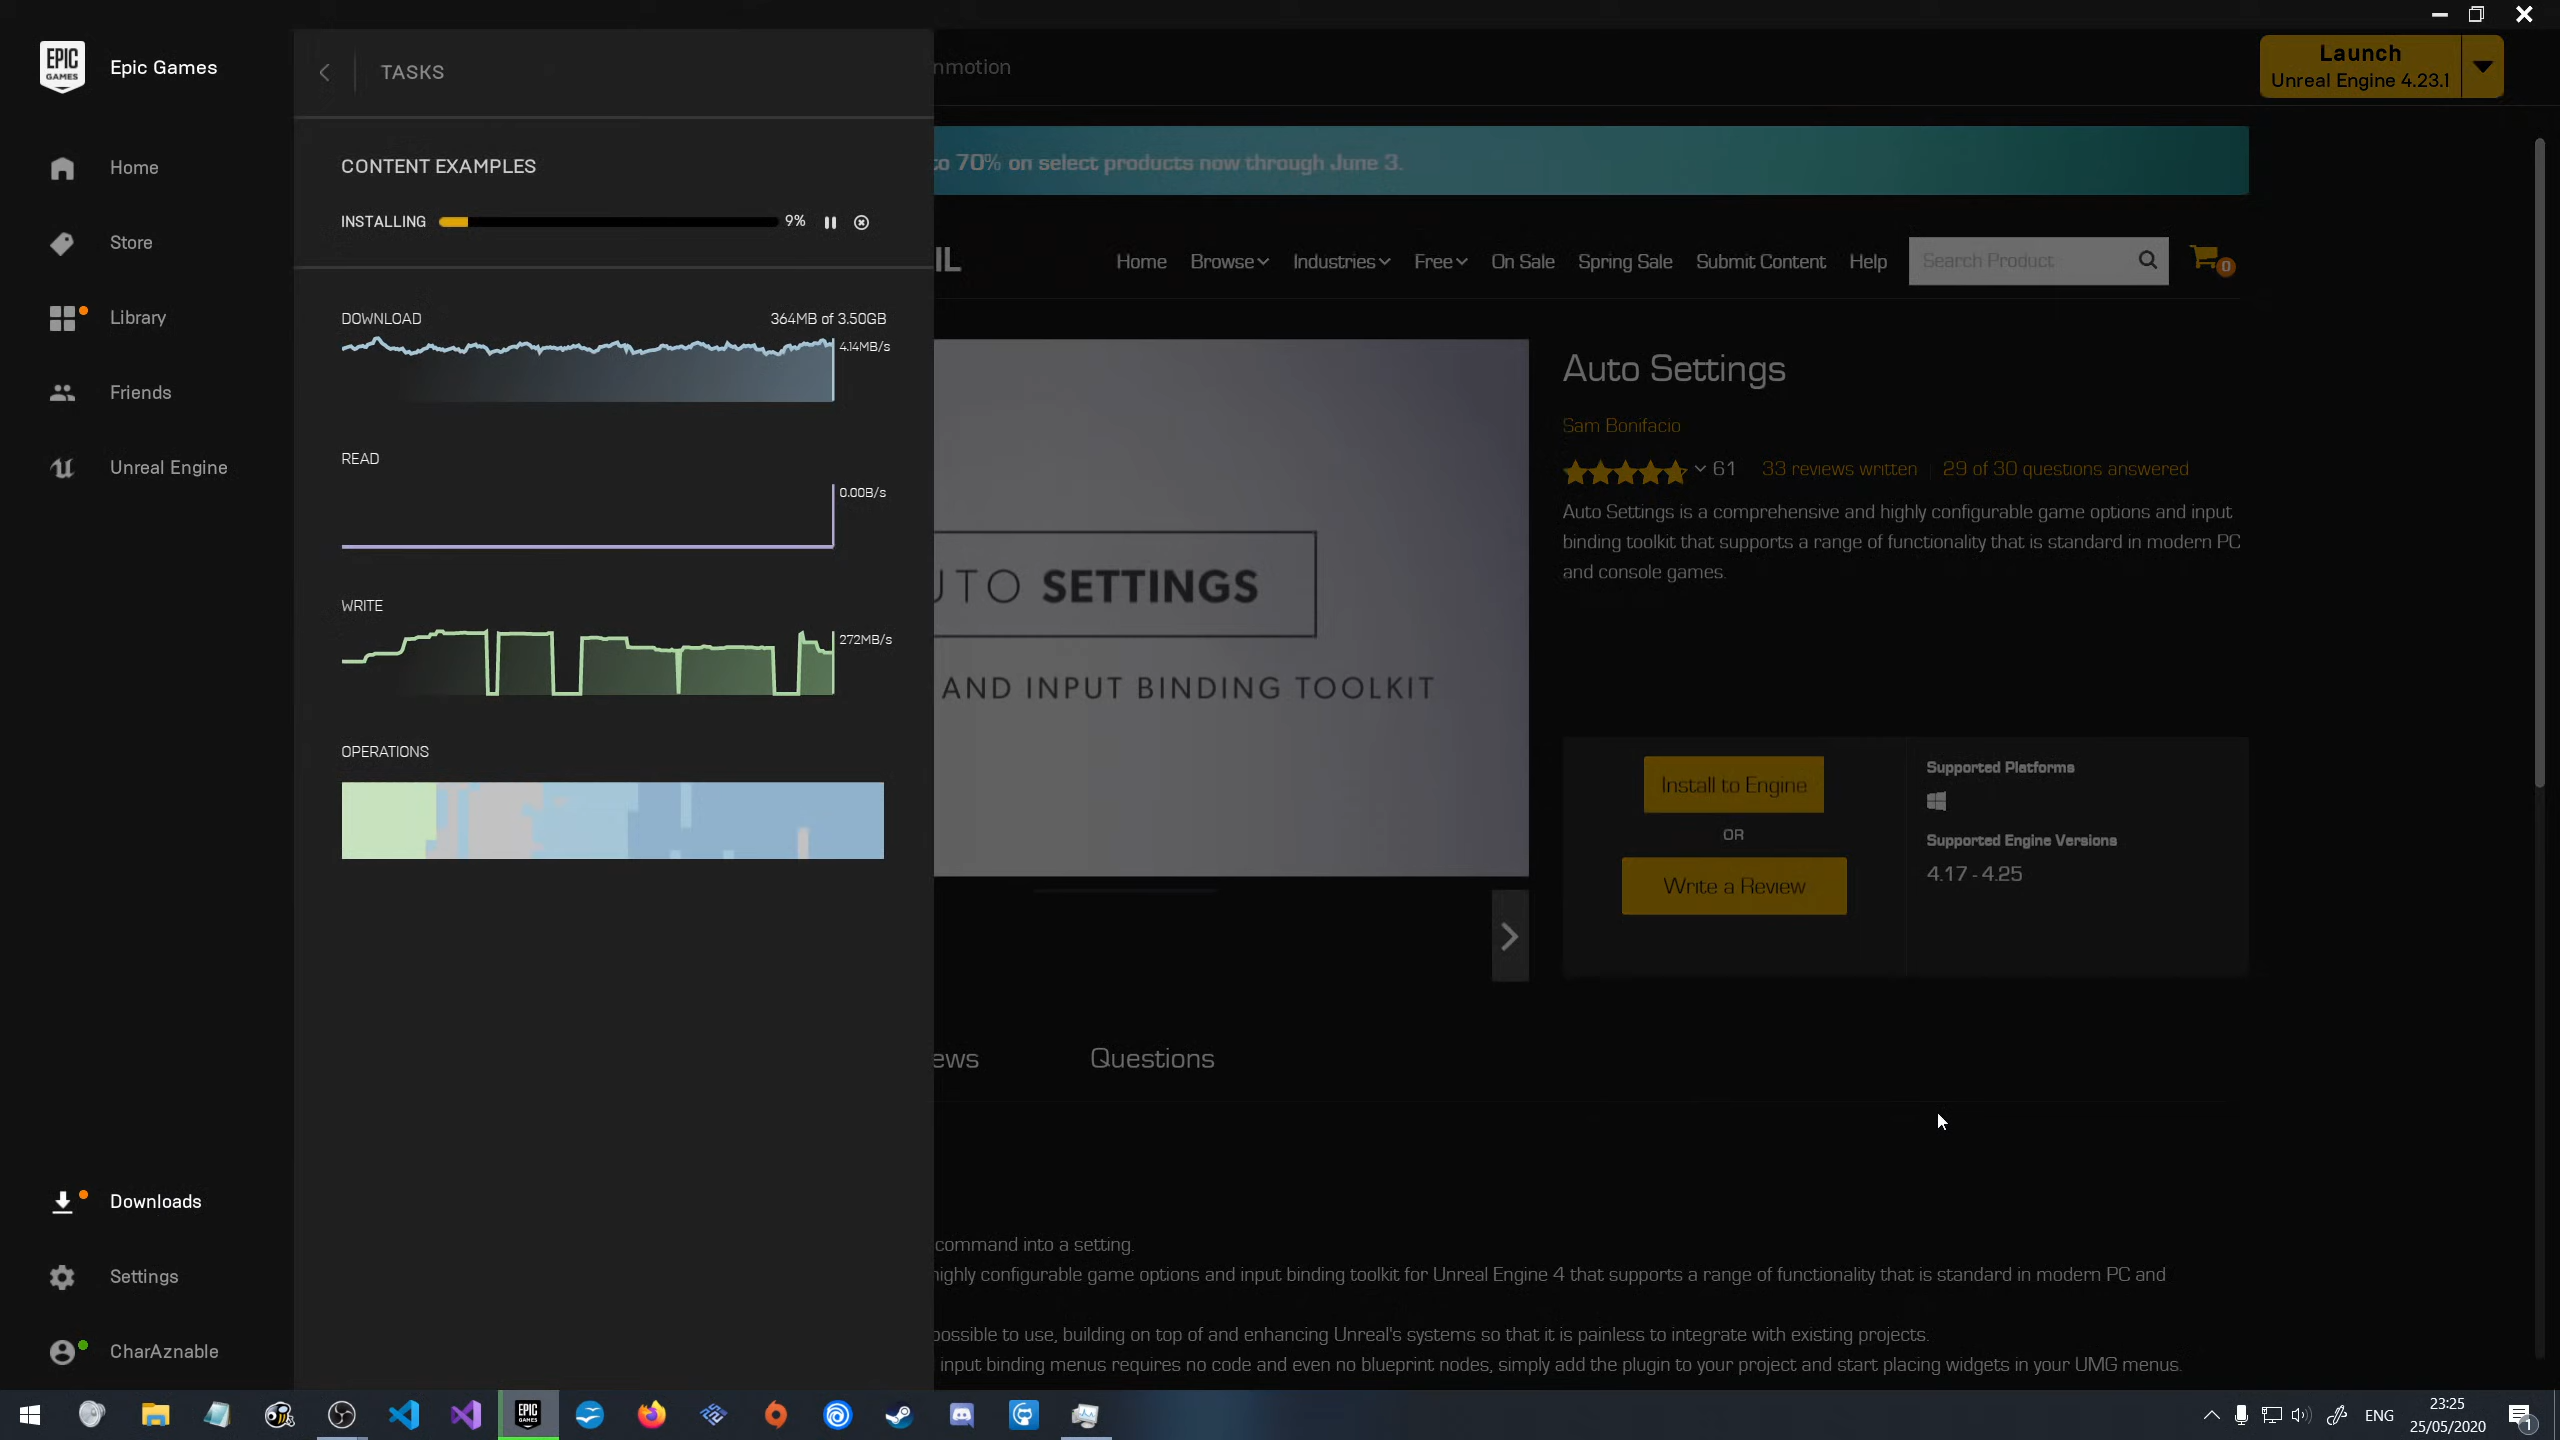 EPIC
GAMES
Epic Games
Home
Store
Library
Friends
Unreal Engine
Downloads
Settings
CharAznable
TASKS
CONTENT EXAMPLES
INSTALLING 9%
DOWNLOAD 364MB of 3.50GB
4.14MB/s
READ
0.00B/s
WRITE
272MB/s
OPERATIONS
nmotion
Launch
Unreal Engine 4.23.1
to 70% on select products now through June 3.
IL
Home Browse Industries Free On Sale Spring Sale Submit Content Help Search Product 0
UTO SETTINGS
AND INPUT BINDING TOOLKIT
Auto Settings
Sam Bonifacio
61 33 reviews written 29 of 30 questions answered
Auto Settings is a comprehensive and highly configurable game options and input
binding toolkit that supports a range of functionality that is standard in modern PC
and console games.
Install to Engine
OR
Write a Review
Supported Platforms
Supported Engine Versions
4.17 - 4.25
ews Questions
command into a setting.
highly configurable game options and input binding toolkit for Unreal Engine 4 that supports a range of functionality that is standard in modern PC and
possible to use, building on top of and enhancing Unreal's systems so that it is painless to integrate with existing projects.
input binding menus requires no code and even no blueprint nodes, simply add the plugin to your project and start placing widgets in your UMG menus.
EPIC
GAMES
ENG
23:25
25/05/2020
1